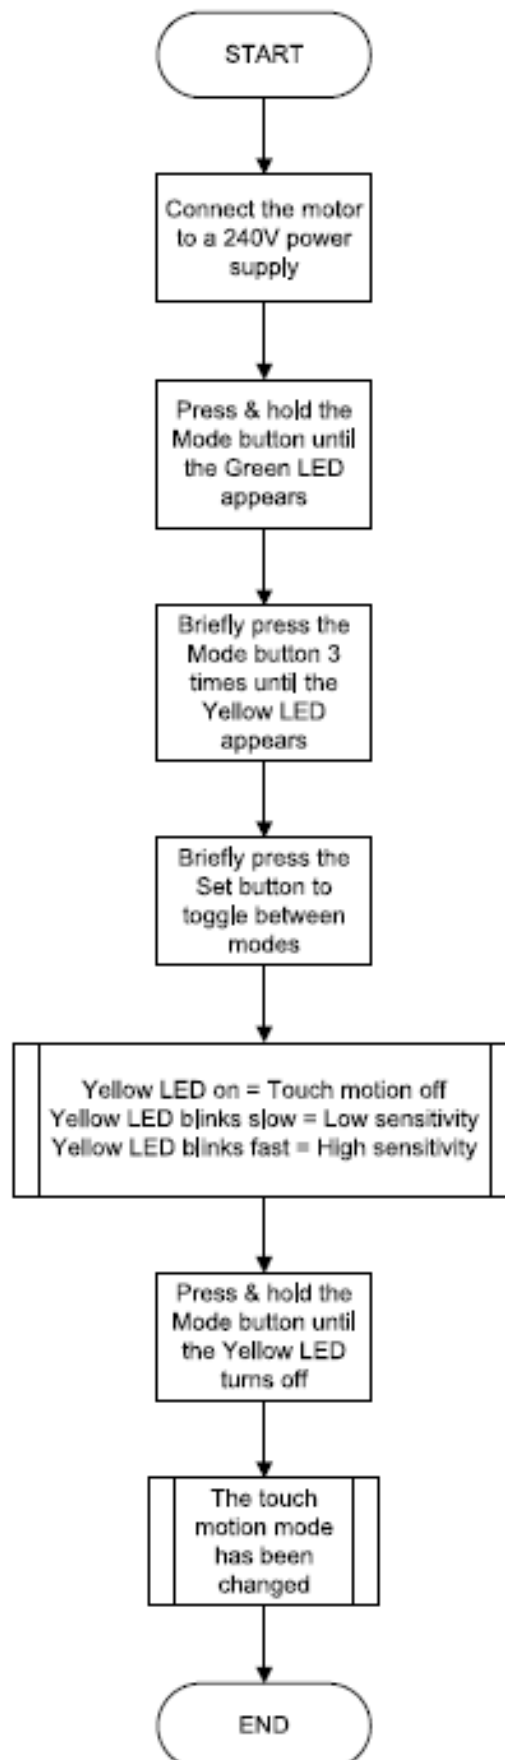 START
Connect the motor
to a 240V power
supply
Press & hold the
Mode button until
the Green LED
appears
Briefly press the
Mode button 3
times until the
Yellow LED
appears
Briefly press the
Set button to
toggle between
modes
Yellow LED on = Touch motion off
Yellow LED blinks slow = Low sensitivity
Yellow LED blinks fast = High sensitivity
Press & hold the
Mode button until
the Yellow LED
turns off
The touch
motion mode
has been
changed
END